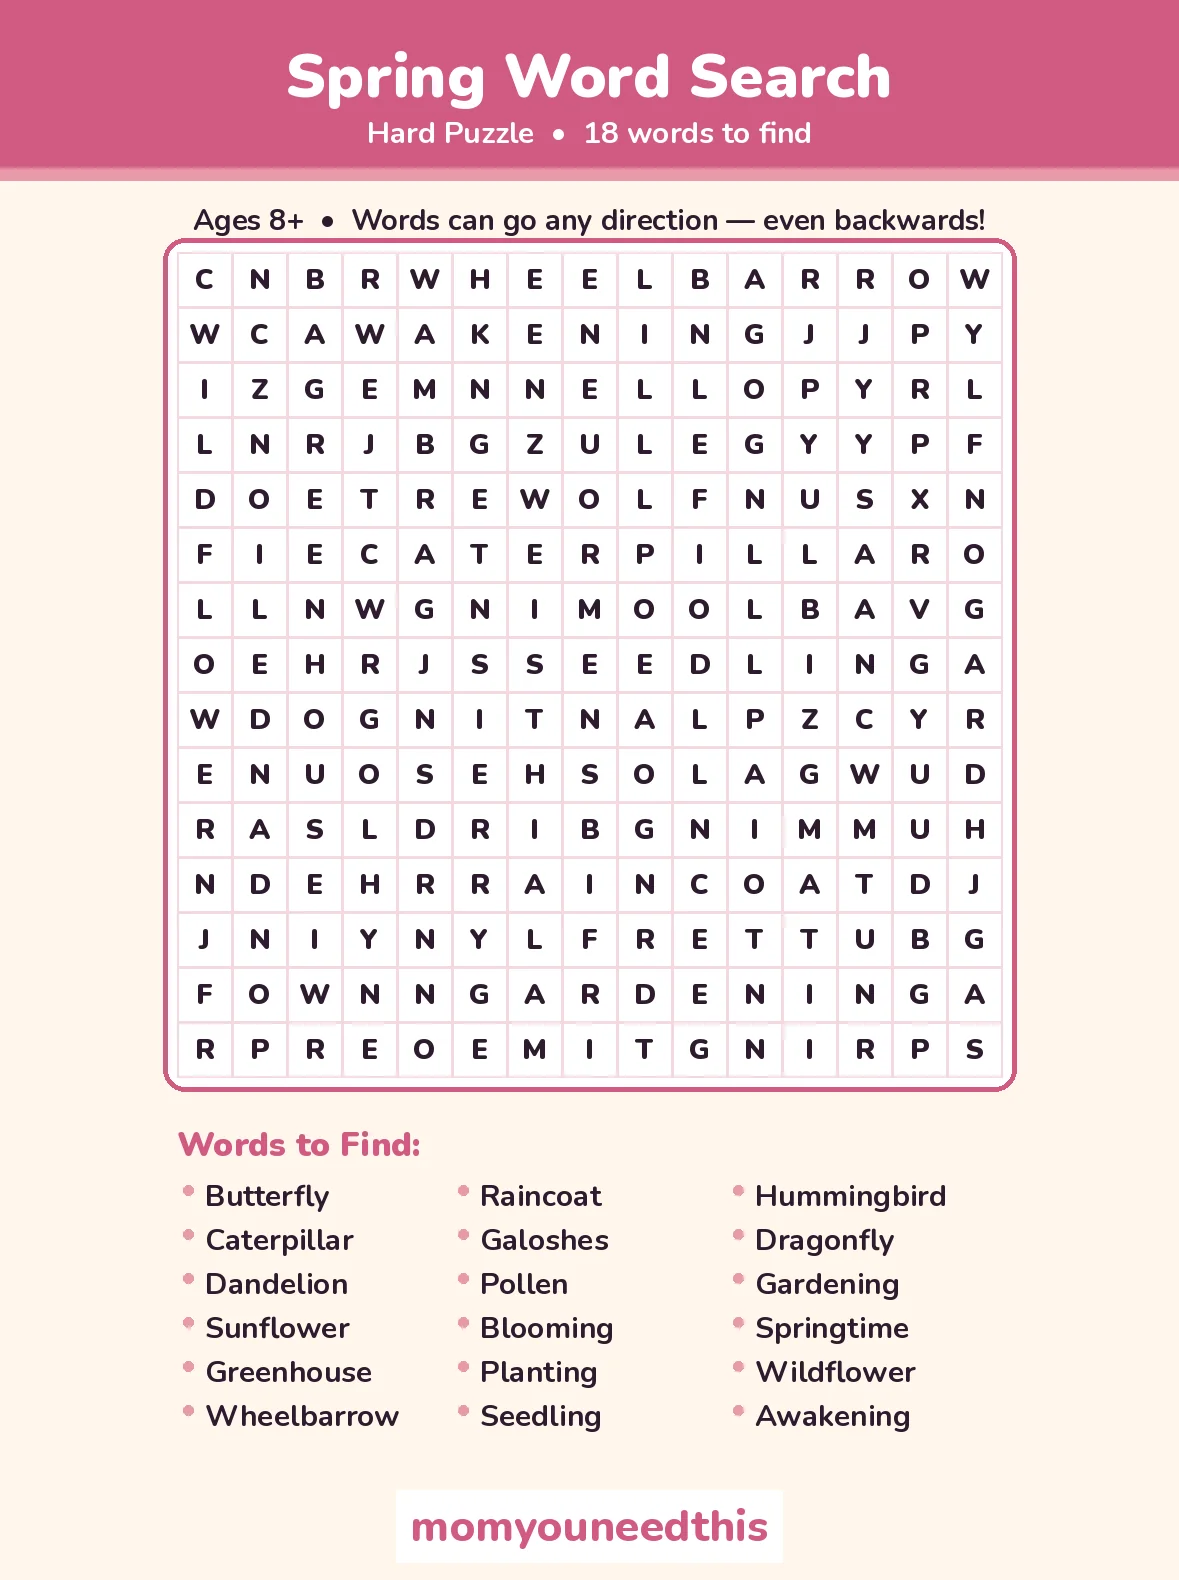 Spring Word Search
Hard Puzzle • 18 words to find
Ages 8+ • Words can go any direction — even backwards!
C N B R W H E E L B A R R O W
W C A W A K E N I N G J J P Y
I Z G E M N N E L L O P Y R L
L N R J B G Z U L E G Y Y P F
D O E T R E W O L F N U S X N
F I E C A T E R P I L L A R O
L L N W G N I M O O L B A V G
O E H R J S S E E D L I N G A
W D O G N I T N A L P Z C Y R
E N U O S E H S O L A G W U D
R A S L D R I B G N I M M U H
N D E H R R A I N C O A T D J
J N I Y N Y L F R E T T U B G
F O W N N G A R D E N I N G A
R P R E O E M I T G N I R P S
Words to Find:
• Butterfly • Raincoat • Hummingbird
• Caterpillar • Galoshes • Dragonfly
• Dandelion • Pollen • Gardening
• Sunflower • Blooming • Springtime
• Greenhouse • Planting • Wildflower
• Wheelbarrow • Seedling • Awakening
momyouneedthis